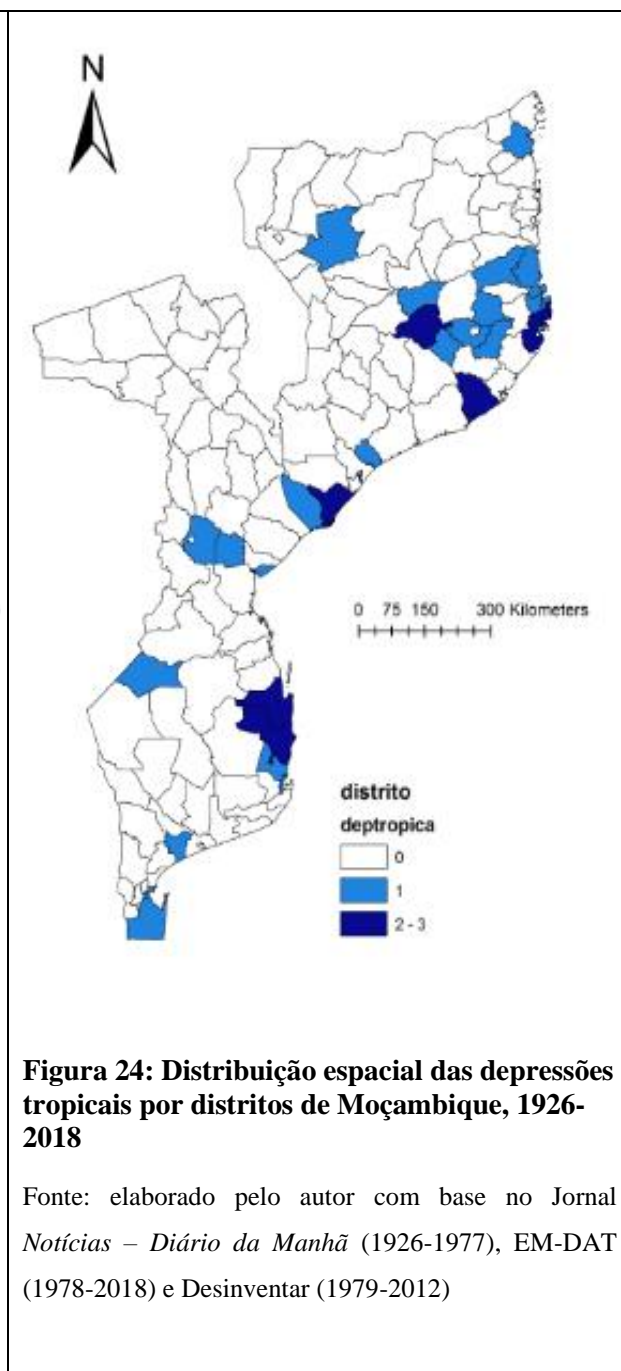 N
0 75 150 300 Kilometers
distrito
deptropica
0
1
2 - 3
Figura 24: Distribuição espacial das depressões
tropicais por distritos de Moçambique, 1926-
2018
Fonte: elaborado pelo autor com base no Jornal
Notícias – Diário da Manhã (1926-1977), EM-DAT
(1978-2018) e Desinventar (1979-2012)